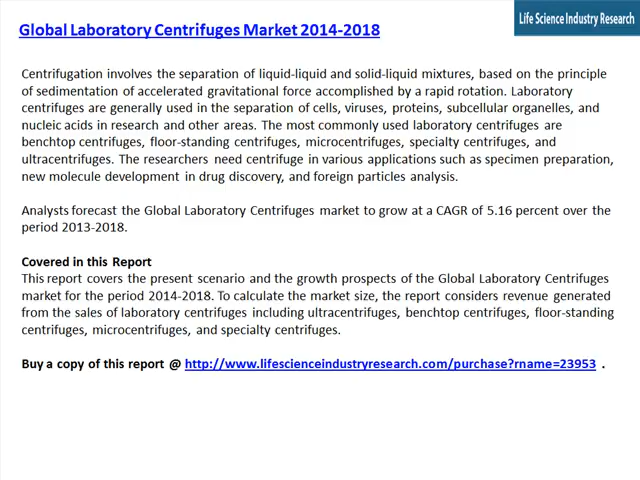 Global Laboratory Centrifuges Market 2014-2018
Life Science Industry Research
Centrifugation involves the separation of liquid-liquid and solid-liquid mixtures, based on the principle
of sedimentation of accelerated gravitational force accomplished by a rapid rotation. Laboratory
centrifuges are generally used in the separation of cells, viruses, proteins, subcellular organelles, and
nucleic acids in research and other areas. The most commonly used laboratory centrifuges are
benchtop centrifuges, floor-standing centrifuges, microcentrifuges, specialty centrifuges, and
ultracentrifuges. The researchers need centrifuge in various applications such as specimen preparation,
new molecule development in drug discovery, and foreign particles analysis.
Analysts forecast the Global Laboratory Centrifuges market to grow at a CAGR of 5.16 percent over the
period 2013-2018.
Covered in this Report
This report covers the present scenario and the growth prospects of the Global Laboratory Centrifuges
market for the period 2014-2018. To calculate the market size, the report considers revenue generated
from the sales of laboratory centrifuges including ultracentrifuges, benchtop centrifuges, floor-standing
centrifuges, microcentrifuges, and specialty centrifuges.
Buy a copy of this report @ http://www.lifescienceindustryresearch.com/purchase?rname=23953 .